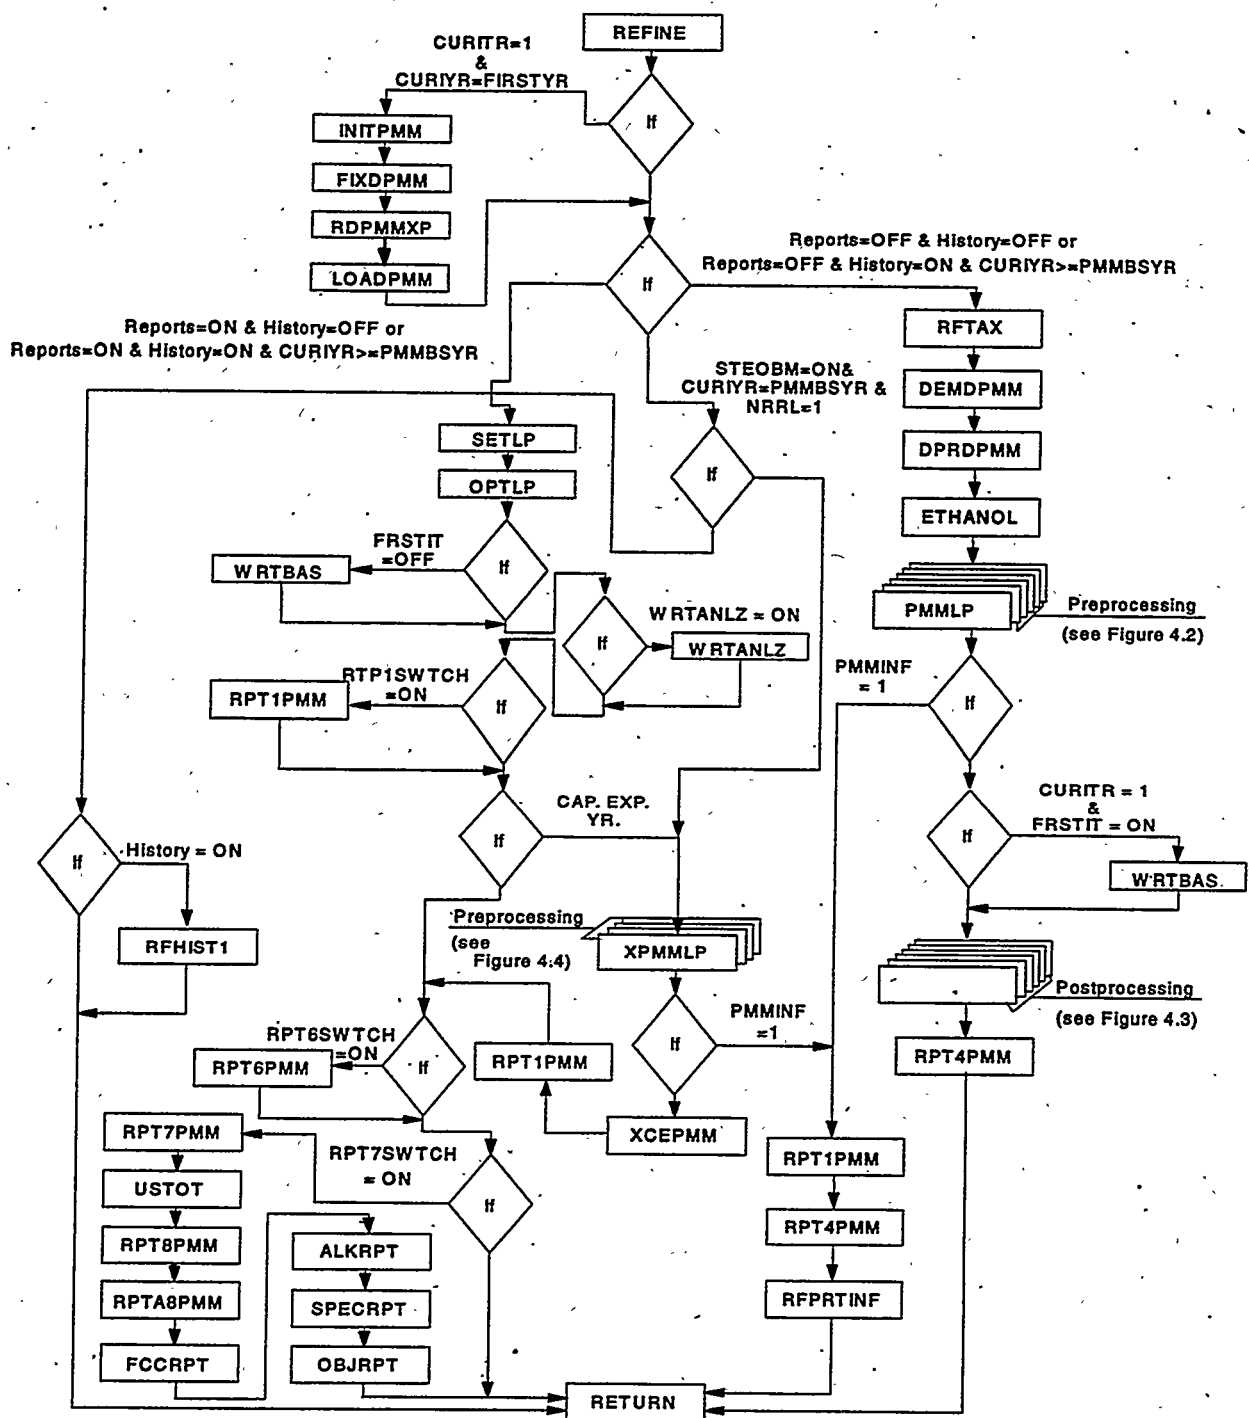 REFINE
CURITR=1
&
CURIYR=FIRSTYR
If
INITPMM
FIXDPMM
RDPMMXP
LOADPMM
Reports=OFF & History=OFF or
Reports=OFF & History=ON & CURIYR>=PMMBSYR
If
RFTAX
Reports=ON & History=OFF or
Reports=ON & History=ON & CURIYR>=PMMBSYR
STEOBM=ON&
CURIYR=PMMBSYR &
NRRL=1
DEMDPMM
SETLP
If
DPRDPMM
OPTLP
ETHANOL
FRSTIT
=OFF
If
WRTBAS
PMMLP
Preprocessing
(see Figure 4.2)
WRTANLZ = ON
If
WRTANLZ
RTP1SWTCH
=ON
If
RPT1PMM
PMMINF
= 1
If
CAP. EXP.
YR.
If
CURITR = 1
&
FRSTIT = ON
If
WRTBAS
If
History = ON
RFHIST1
Preprocessing
(see
Figure 4.4)
XPMMLP
Postprocessing
(see Figure 4.3)
PMMINF
=1
If
RPT1PMM
RPT4PMM
RPT6SWTCH
=ON
If
RPT6PMM
XCEPMM
RPT7PMM
RPT7SWTCH
= ON
If
RPT1PMM
USTOT
RPT4PMM
RPT8PMM
ALKRPT
RPTA8PMM
SPECRPT
RFPRTINF
FCCRPT
OBJRPT
RETURN